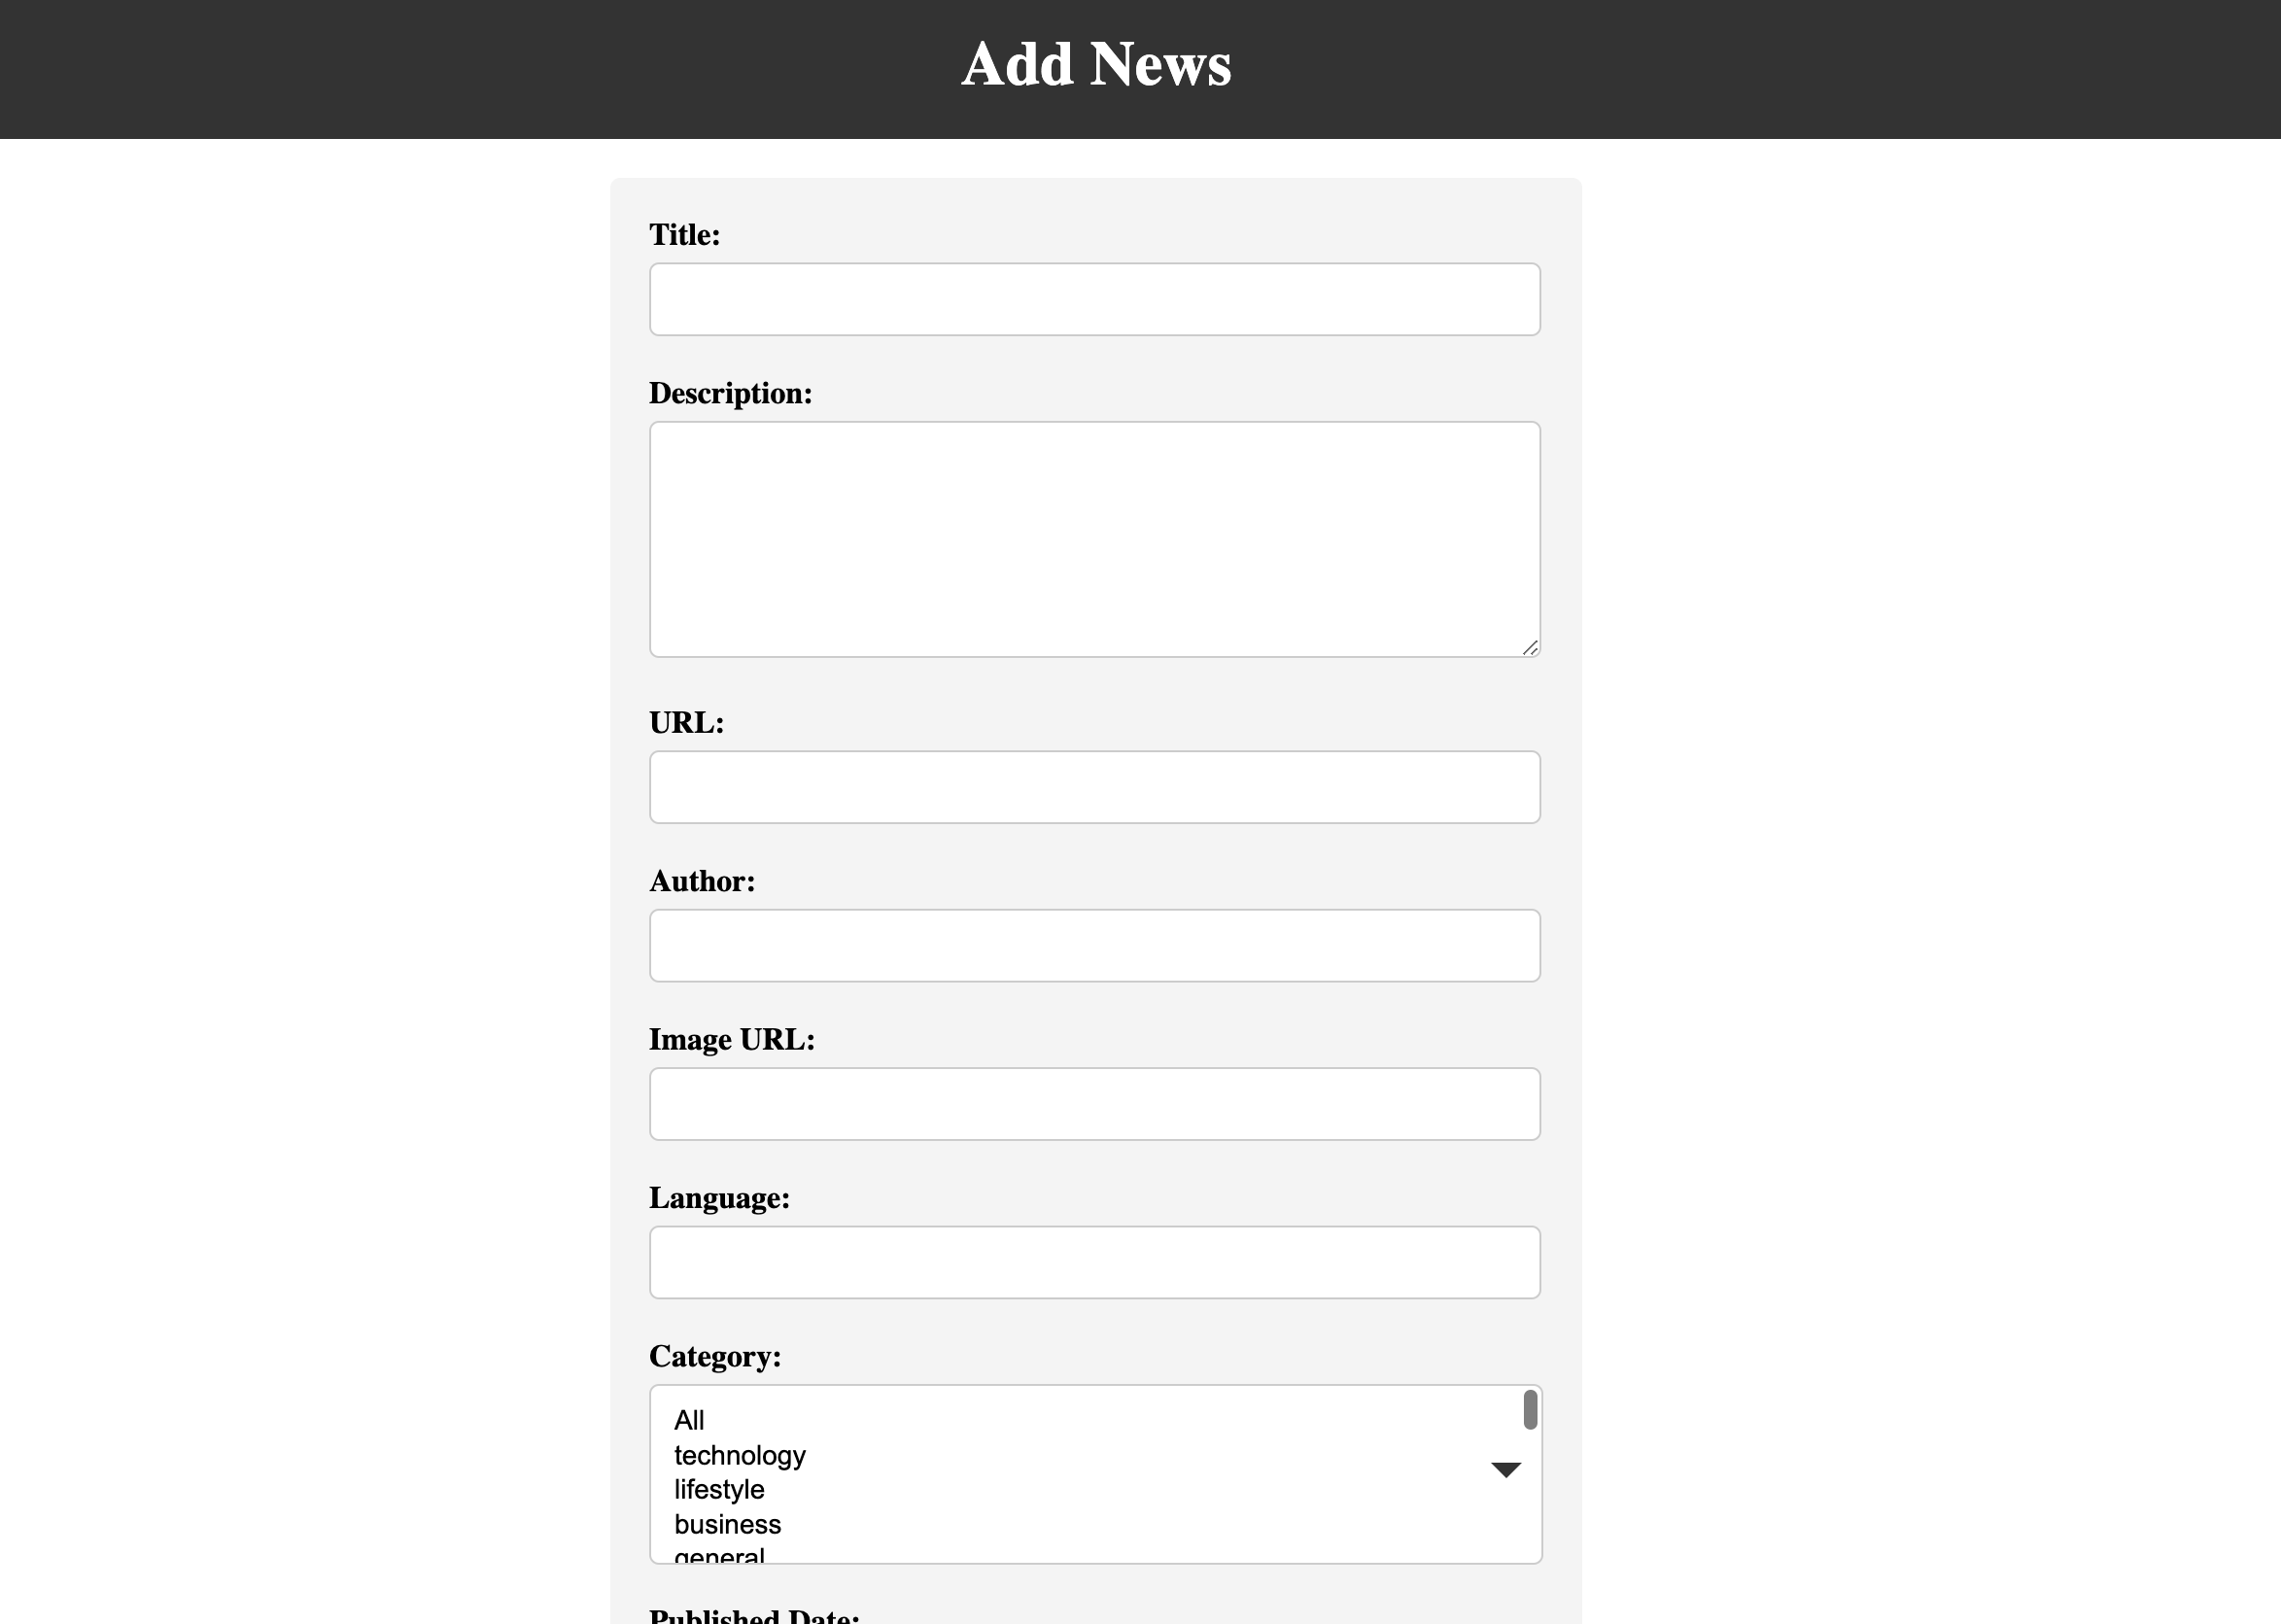 Add News
Title:
Description:
URL:
Author:
Image URL:
Language:
Category:
All
technology
lifestyle
business
general
Published Date: